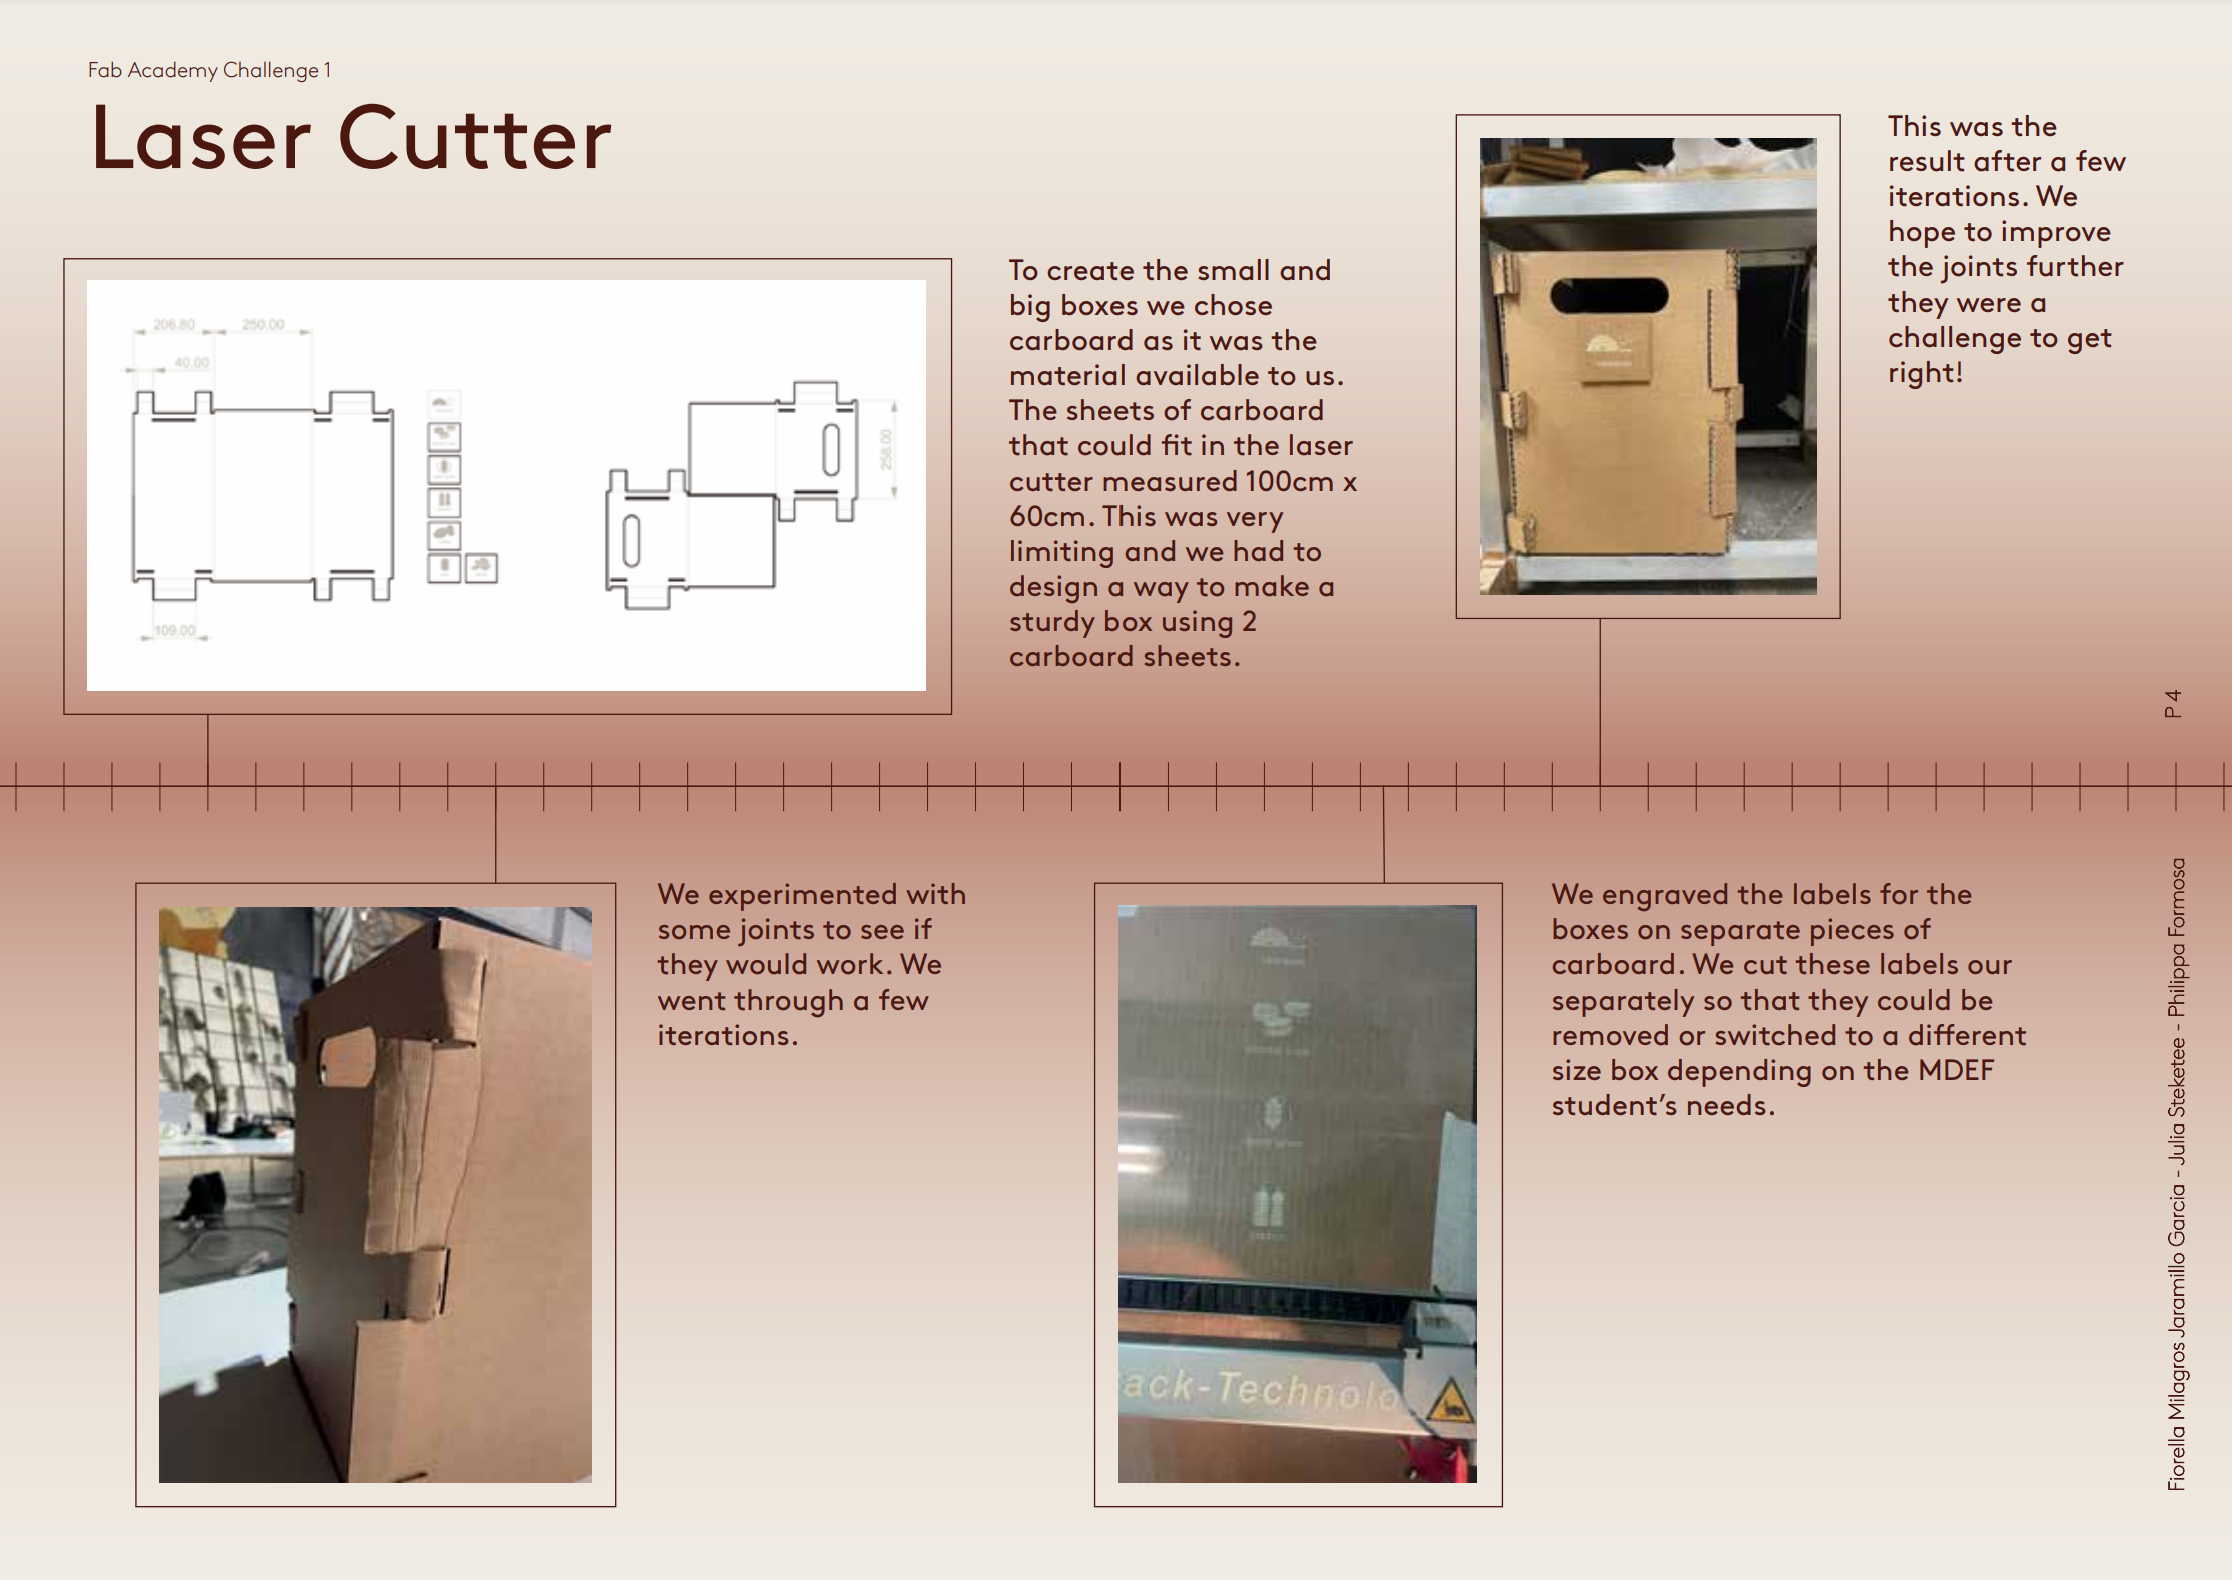 Fab Academy Challenge 1
Laser Cutter
206.80
250.00
40.00
109.00
258.00
To create the small and
big boxes we chose
carboard as it was the
material available to us.
The sheets of carboard
that could fit in the laser
cutter measured 100cm x
60cm. This was very
limiting and we had to
design a way to make a
sturdy box using 2
carboard sheets.
This was the
result after a few
iterations. We
hope to improve
the joints further
they were a
challenge to get
right!
P 4
We experimented with
some joints to see if
they would work. We
went through a few
iterations.
ack-Technolo
We engraved the labels for the
boxes on separate pieces of
carboard. We cut these labels our
separately so that they could be
removed or switched to a different
size box depending on the MDEF
student’s needs.
Fiorella Milagros Jaramillo Garcia - Julia Steketee - Philippa Formosa